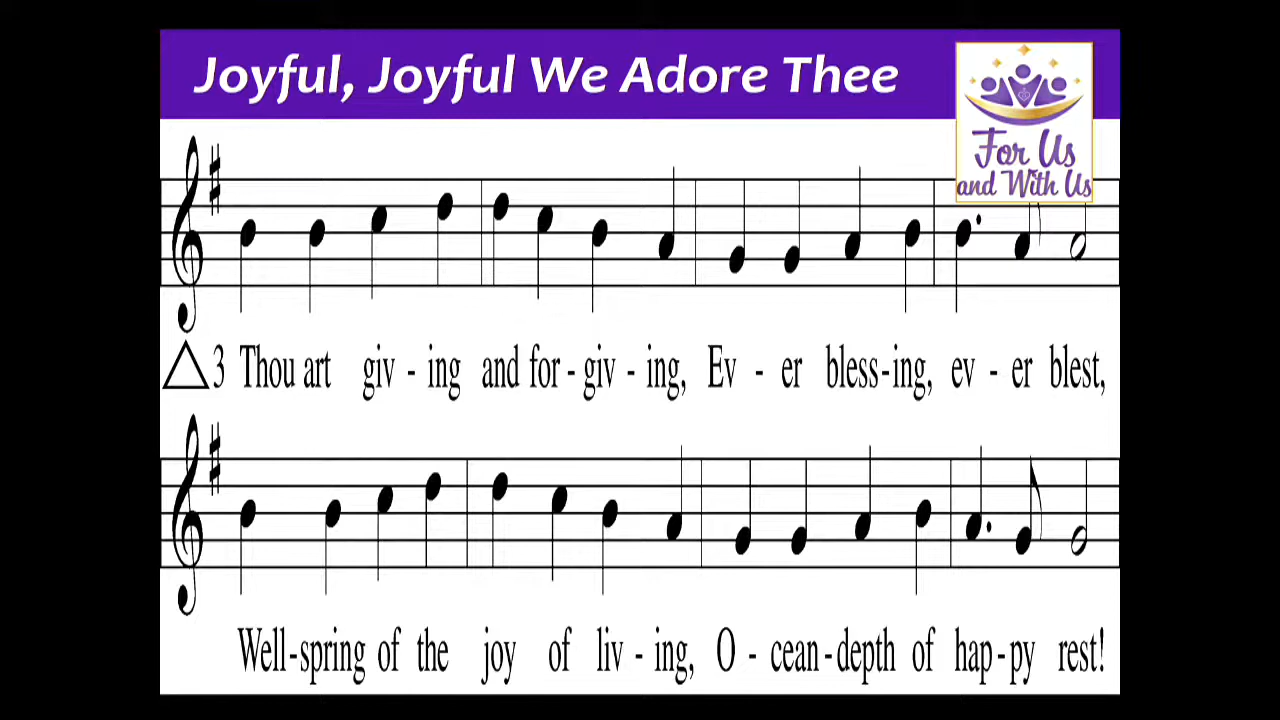 Joyful, Joyful We Adore Thee
For Us
and With Us
3 Thou art giv - ing and for - giv - ing, Ev - er bless - ing, ev - er blest,
Well - spring of the joy of liv - ing, O - cean - depth of hap - py rest!